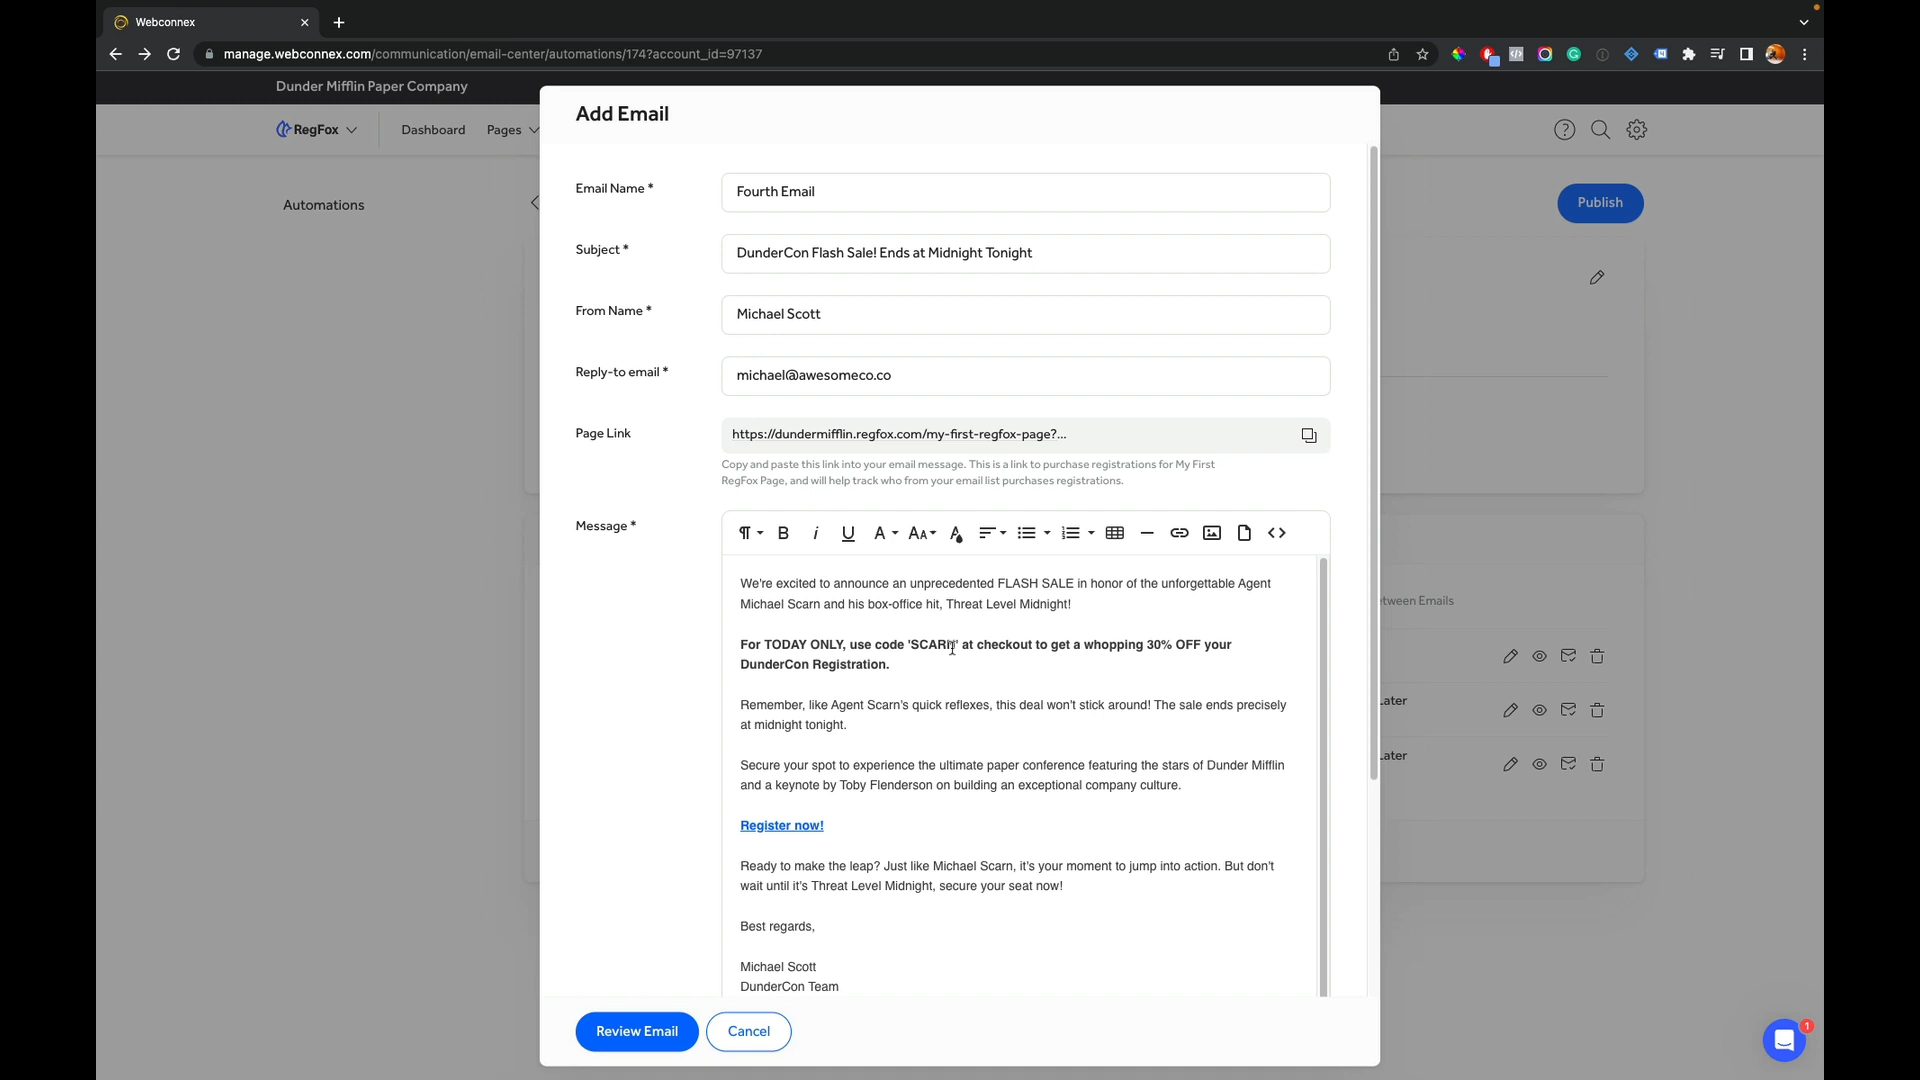 Webconnex
manage.webconnex.com/communication/email-center/automations/174?account_id=97137
Dunder Mifflin Paper Company
RegFox
Dashboard
Pages
Automations
Publish
Add Email
Email Name *
Fourth Email
Subject *
DunderCon Flash Sale! Ends at Midnight Tonight
From Name *
Michael Scott
Reply-to email *
michael@awesomeco.co
Page Link
https://dundermifflin.regfox.com/my-first-regfox-page?...
Copy and paste this link into your email message. This is a link to purchase registrations for My First
RegFox Page, and will help track who from your email list purchases registrations.
Message *
We're excited to announce an unprecedented FLASH SALE in honor of the unforgettable Agent
Michael Scarn and his box-office hit, Threat Level Midnight!
For TODAY ONLY, use code 'SCARN' at checkout to get a whopping 30% OFF your
DunderCon Registration.
Remember, like Agent Scarn's quick reflexes, this deal won't stick around! The sale ends precisely
at midnight tonight.
Secure your spot to experience the ultimate paper conference featuring the stars of Dunder Mifflin
and a keynote by Toby Flenderson on building an exceptional company culture.
Register now!
Ready to make the leap? Just like Michael Scarn, it's your moment to jump into action. But don't
wait until it's Threat Level Midnight, secure your seat now!
Best regards,
Michael Scott
DunderCon Team
Review Email
Cancel
Emails
Later
Later
1